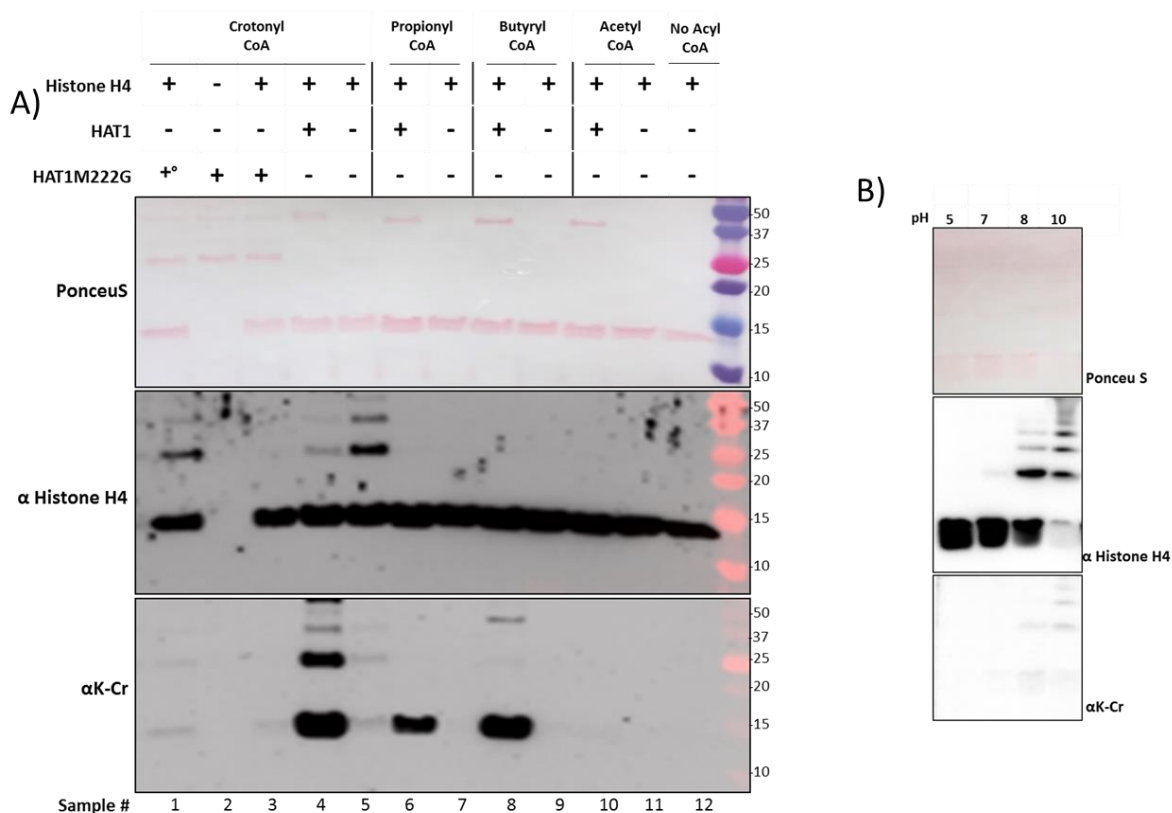 A)
Crotonyl CoA Propionyl CoA Butyryl CoA Acetyl CoA No Acyl CoA
Histone H4 + - + + + + + + + + + +
HAT1 - - - + - + - + - + - -
HAT1M222G +° + + - - - - - - - - -
PonceuS
-50
-37
-25
-20
-15
-10
α Histone H4
-50
-37
-25
-20
-15
-10
αK-Cr
-50
-37
-25
-20
-15
-10
Sample # 1 2 3 4 5 6 7 8 9 10 11 12
B)
pH 5 7 8 10
Ponceu S
α Histone H4
αK-Cr